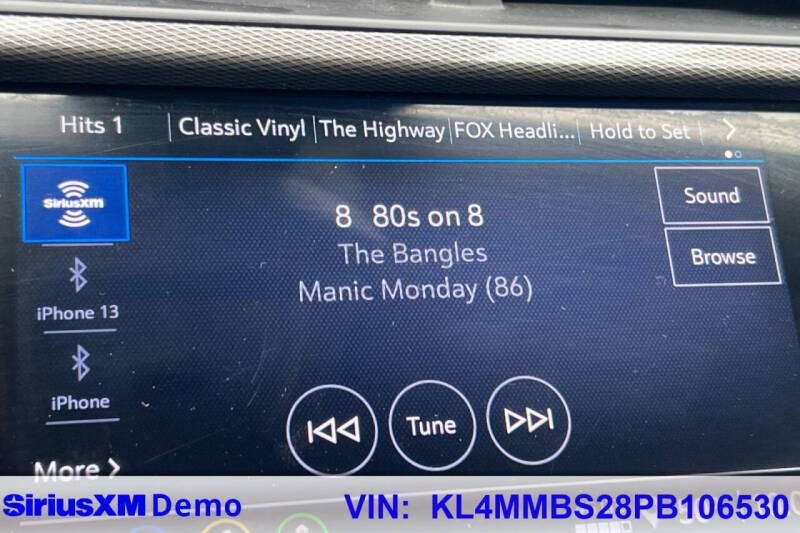 Hits 1 Classic Vinyl The Highway FOX Headli... Hold to Set
SiriusXM
Sound
8 80s on 8
The Bangles
Browse
Manic Monday (86)
iPhone 13
iPhone
Tune
More
SiriusXM Demo VIN: KL4MMBS28PB106530